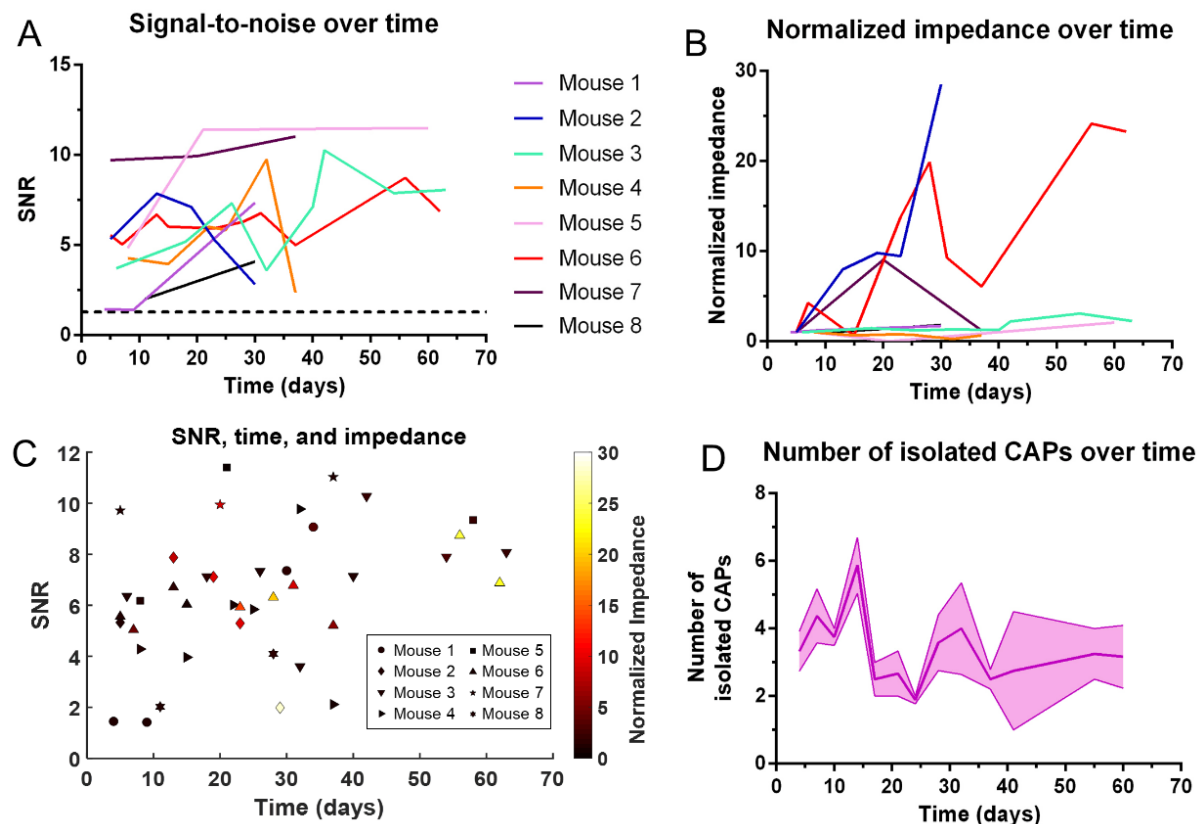 A
Signal-to-noise over time
15
10
5
0
SNR
0 10 20 30 40 50 60 70
Time (days)
Mouse 1
Mouse 2
Mouse 3
Mouse 4
Mouse 5
Mouse 6
Mouse 7
Mouse 8
B
Normalized impedance over time
30
20
10
0
Normalized impedance
0 10 20 30 40 50 60 70
Time (days)
C
SNR, time, and impedance
12
10
8
6
4
2
0
SNR
0 10 20 30 40 50 60 70
Time (days)
Mouse 1 Mouse 5
Mouse 2 Mouse 6
Mouse 3 Mouse 7
Mouse 4 Mouse 8
30
25
20
15
10
5
0
Normalized Impedance
D
Number of isolated CAPs over time
8
6
4
2
0
Number of
isolated CAPs
0 10 20 30 40 50 60 70
Time (days)